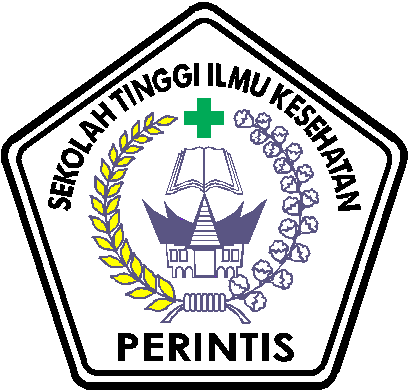 SEKOLAH TINGGI ILMU KESEHATAN
PERINTIS